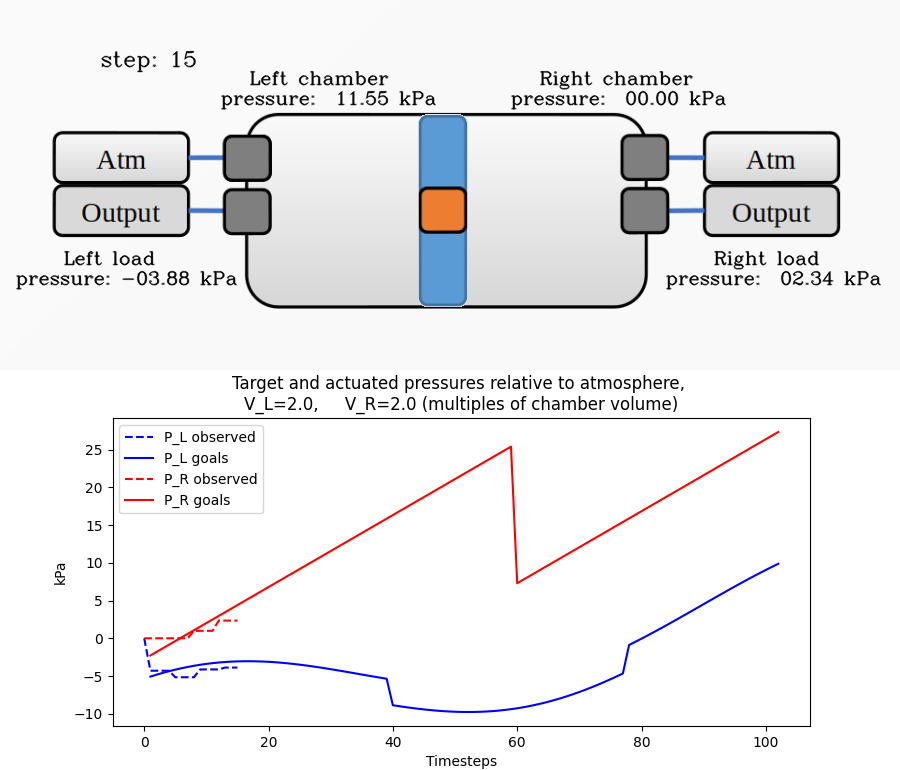 step: 15
Left chamber
pressure: 11.55 kPa
Right chamber
pressure: 00.00 kPa
Atm
Output
Atm
Output
Left load
pressure: -03.88 kPa
Right load
pressure: 02.34 kPa
Target and actuated pressures relative to atmosphere,
V_L=2.0, V_R=2.0 (multiples of chamber volume)
P_L observed
P_L goals
P_R observed
P_R goals
kPa
25
20
15
10
5
0
−5
−10
0 20 40 60 80 100
Timesteps